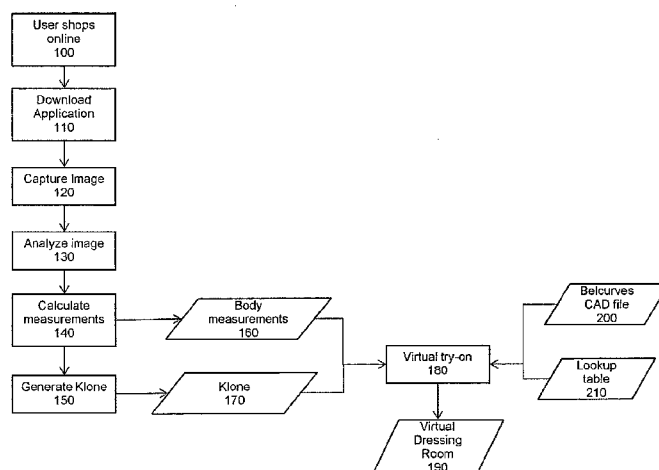 User shops
online
100
Download
Application
110
Capture Image
120
Analyze image
130
Calculate
measurements
140
Body
measurements
160
Generate Klone
150
Klone
170
Virtual try-on
180
Belcurves
CAD file
200
Lookup
table
210
Virtual
Dressing
Room
190